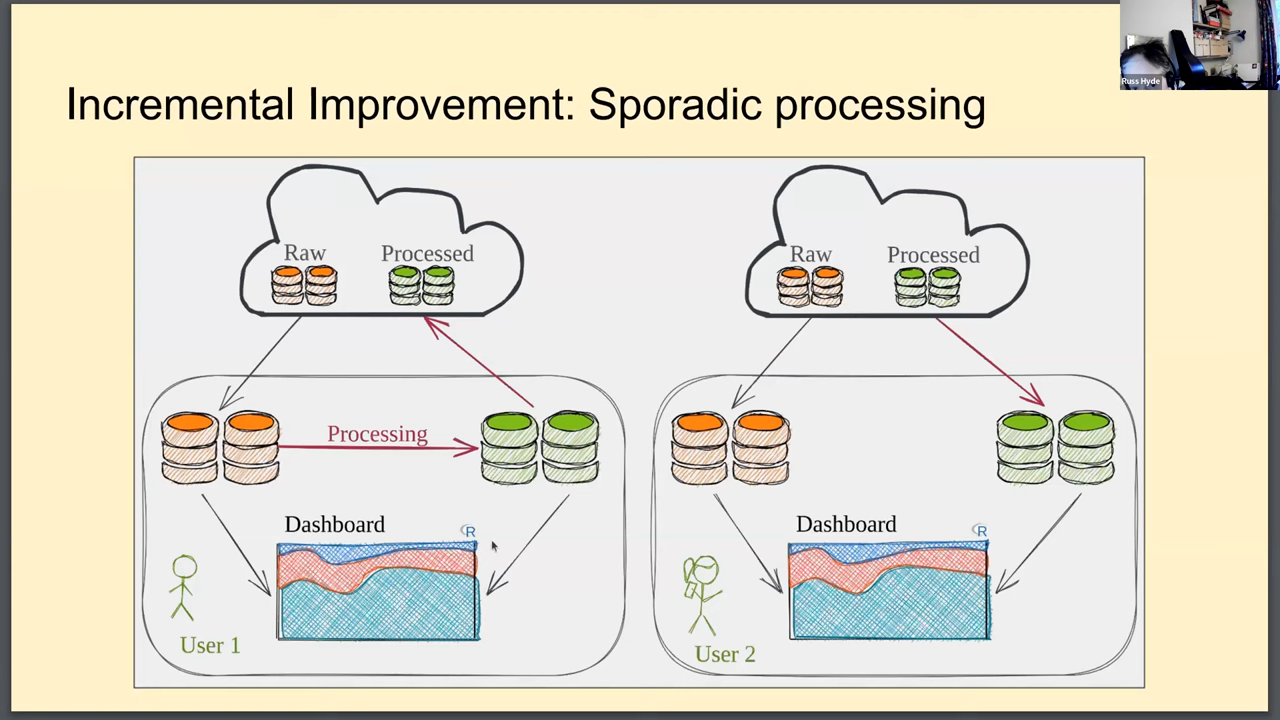 Incremental Improvement: Sporadic processing
Russ Hyde
Raw Processed
Raw Processed
Processing
Dashboard
R
User 1
Dashboard
R
User 2